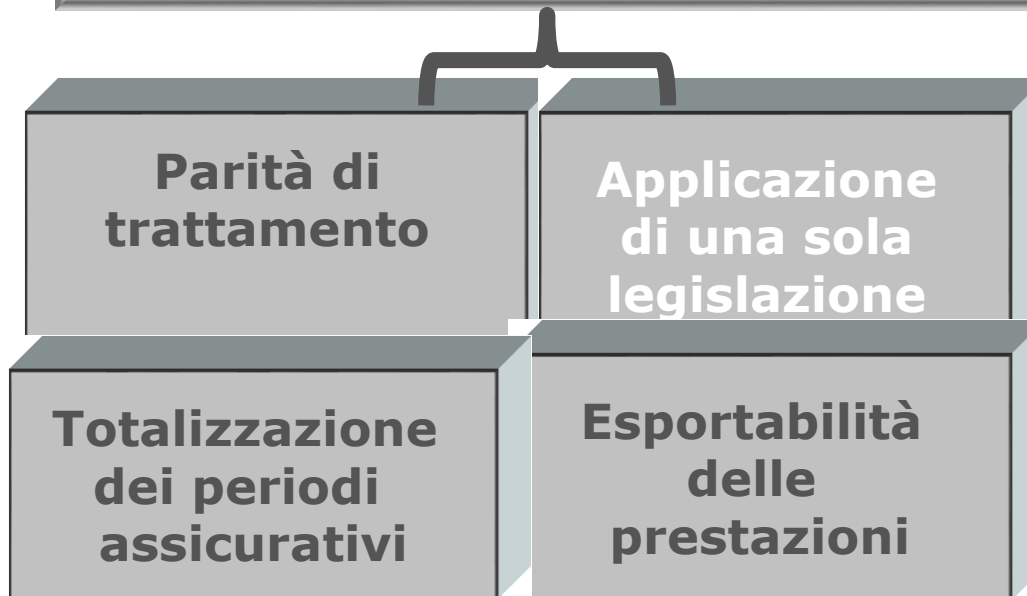 Parità di
trattamento
Applicazione
di una sola
legislazione
Totalizzazione
dei periodi
assicurativi
Esportabilità
delle
prestazioni